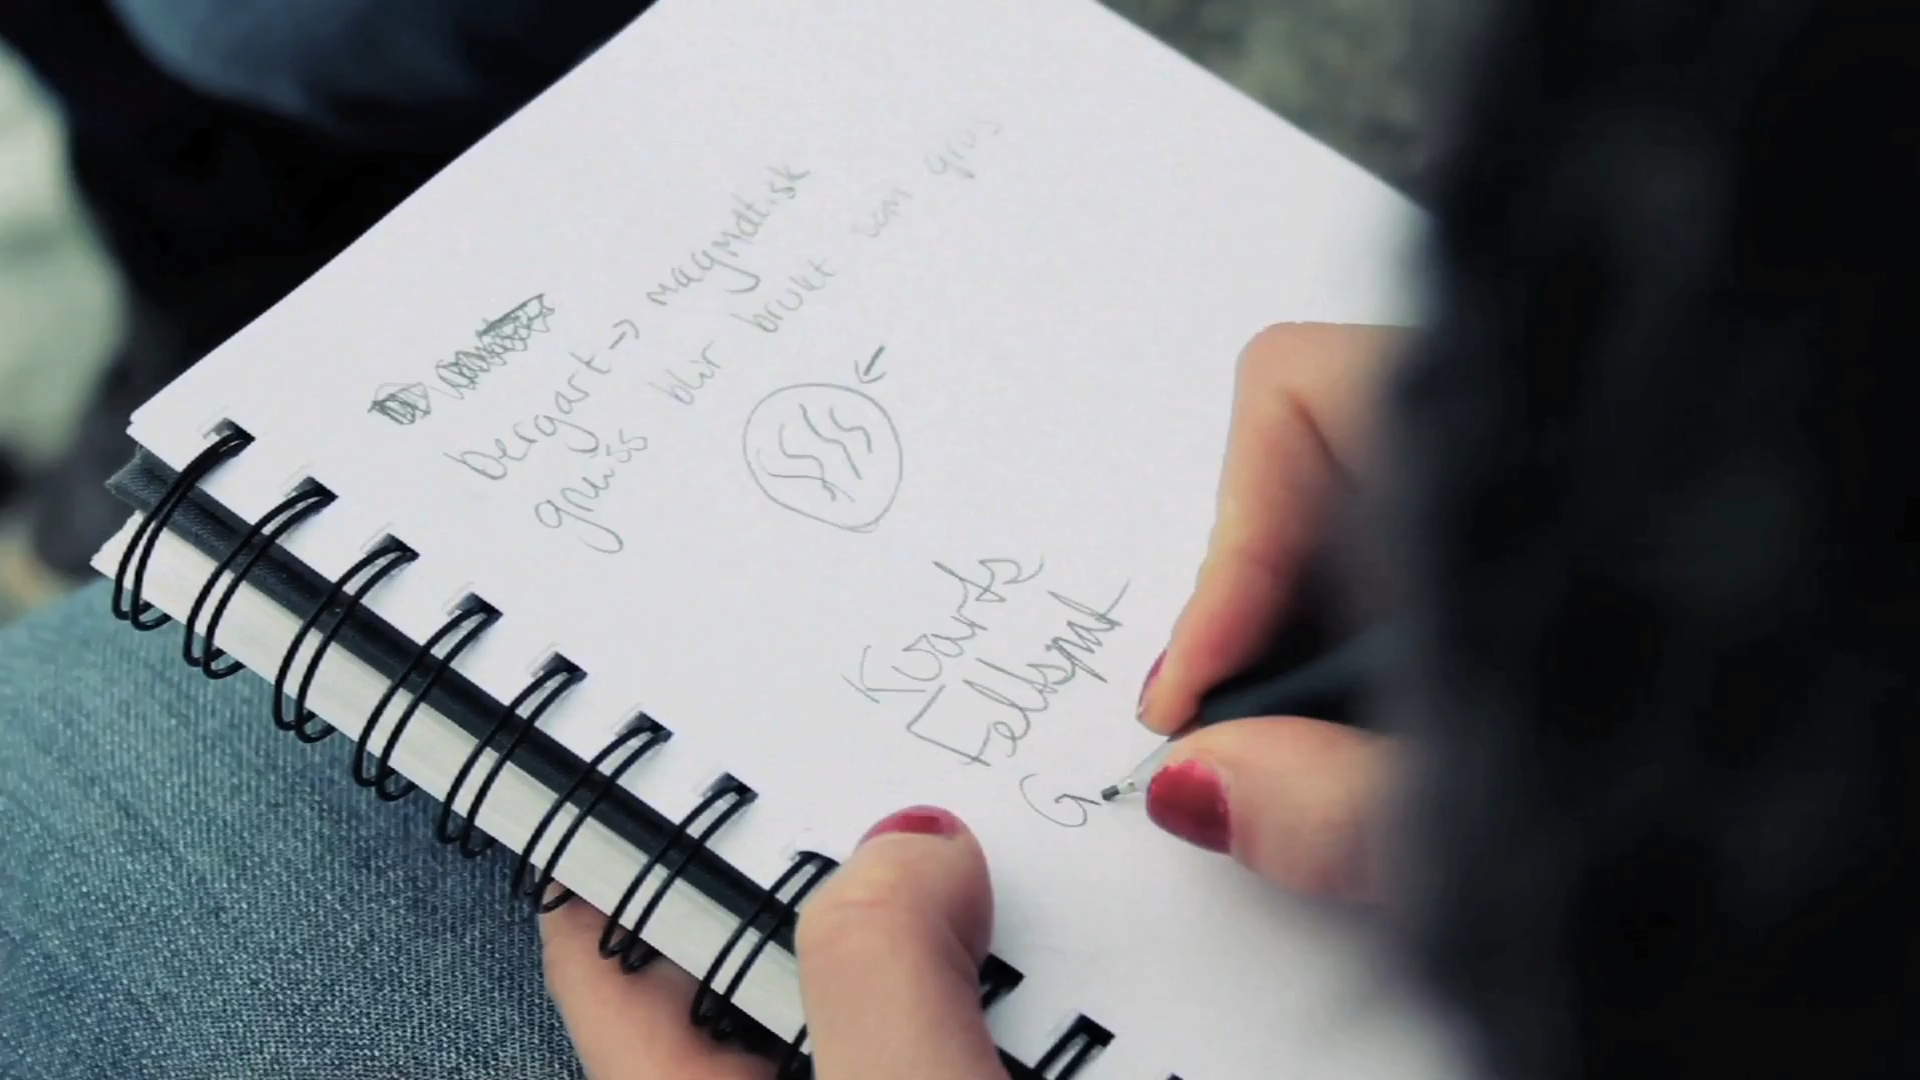 bergart → magmatisk
gneiss blir brukt som grus
Kvarts
Feltspat
G